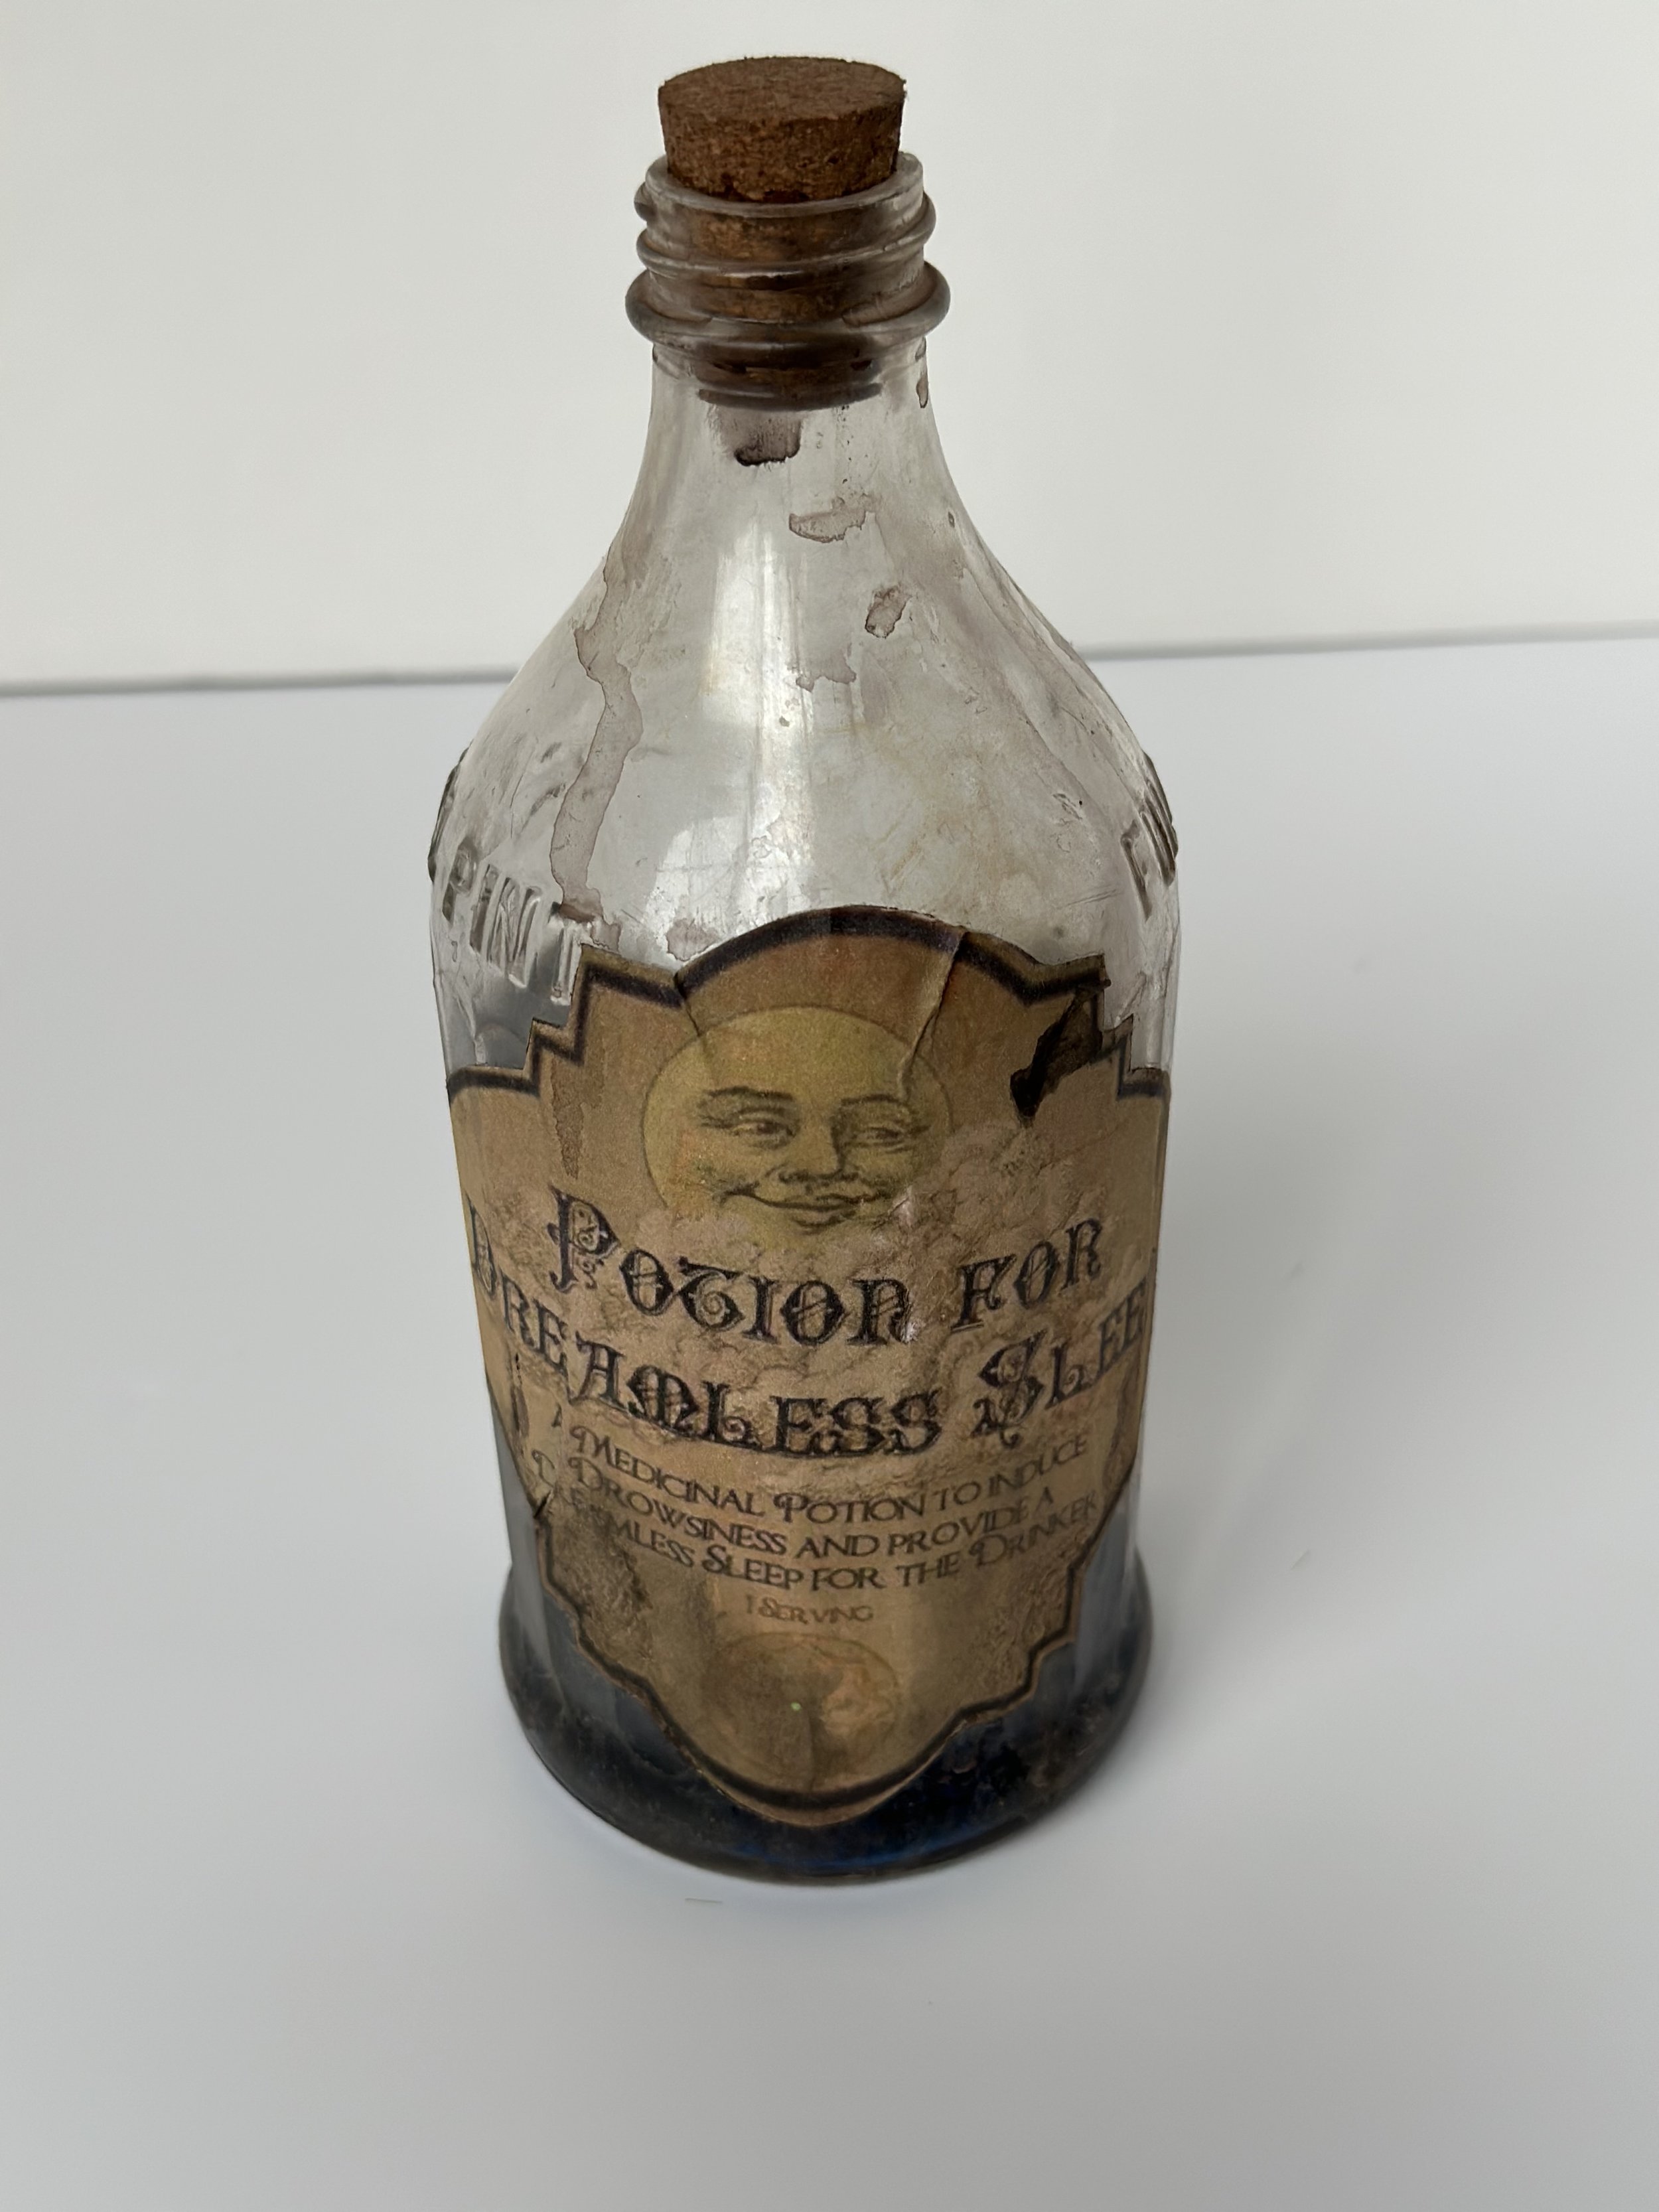 PINT
POTION FOR
DREAMLESS SLEEP
A MEDICINAL POTION TO INDUCE
DROWSINESS AND PROVIDE A
SLEEP FOR THE DRINKER
1 SERVING